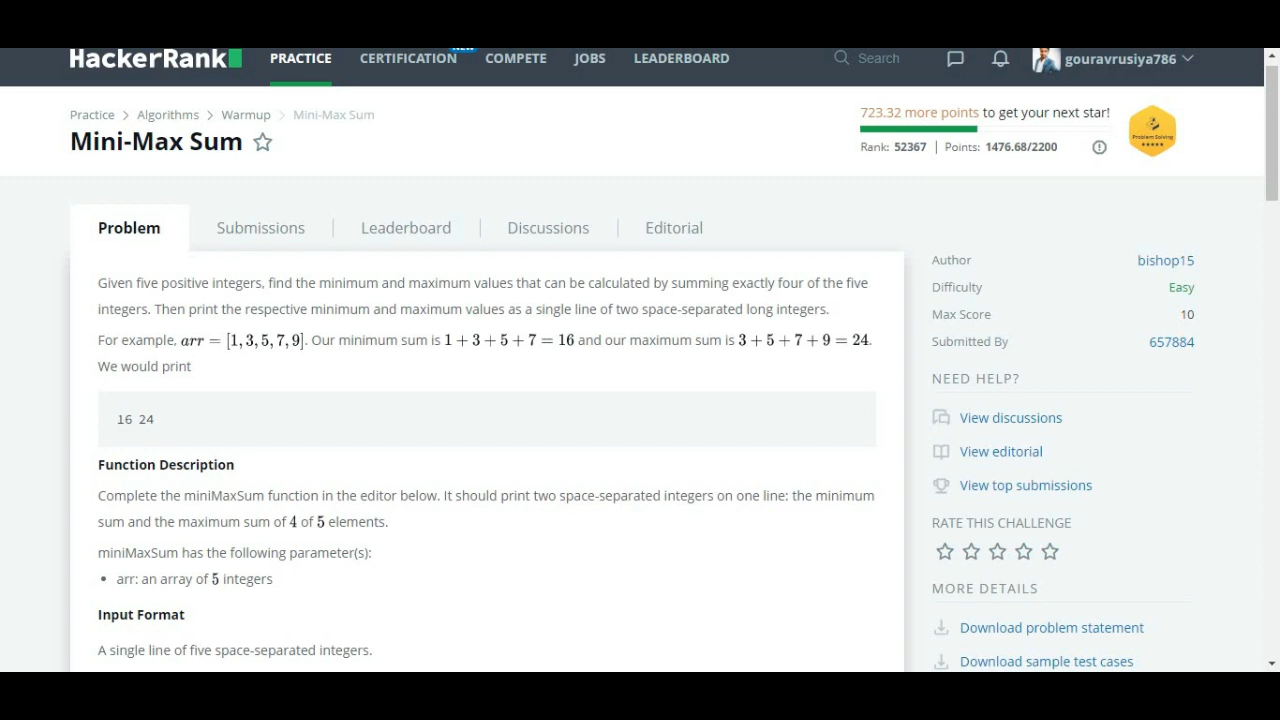 HackerRank PRACTICE CERTIFICATION NEW COMPETE JOBS LEADERBOARD Search gouravrusiya786
Practice > Algorithms > Warmup > Mini-Max Sum
Mini-Max Sum
723.32 more points to get your next star!
Rank: 52367 | Points: 1476.68/2200
Problem Solving
Problem Submissions Leaderboard Discussions Editorial
Given five positive integers, find the minimum and maximum values that can be calculated by summing exactly four of the five
integers. Then print the respective minimum and maximum values as a single line of two space-separated long integers.
For example, arr = [1, 3, 5, 7, 9]. Our minimum sum is 1 + 3 + 5 + 7 = 16 and our maximum sum is 3 + 5 + 7 + 9 = 24.
We would print
16 24
Function Description
Complete the miniMaxSum function in the editor below. It should print two space-separated integers on one line: the minimum
sum and the maximum sum of 4 of 5 elements.
miniMaxSum has the following parameter(s):
• arr: an array of 5 integers
Input Format
A single line of five space-separated integers.
Author bishop15
Difficulty Easy
Max Score 10
Submitted By 657884
NEED HELP?
View discussions
View editorial
View top submissions
RATE THIS CHALLENGE
MORE DETAILS
Download problem statement
Download sample test cases